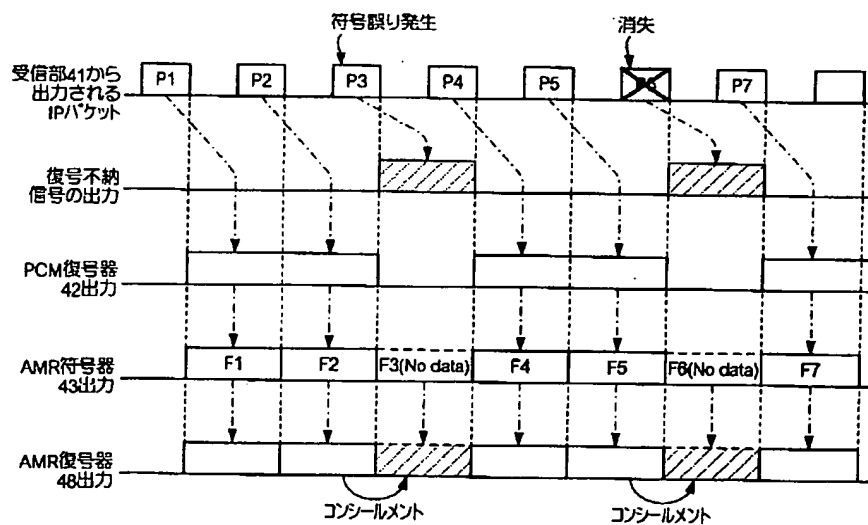 符号誤り発生
消失
受信部41から
出力される
IPパケット
P1
P2
P3
P4
P5
P6
P7
復号不納
信号の出力
PCM復号器
42出力
AMR符号器
43出力
F1
F2
F3(No data)
F4
F5
F6(No data)
F7
AMR復号器
48出力
コンシールメント
コンシールメント